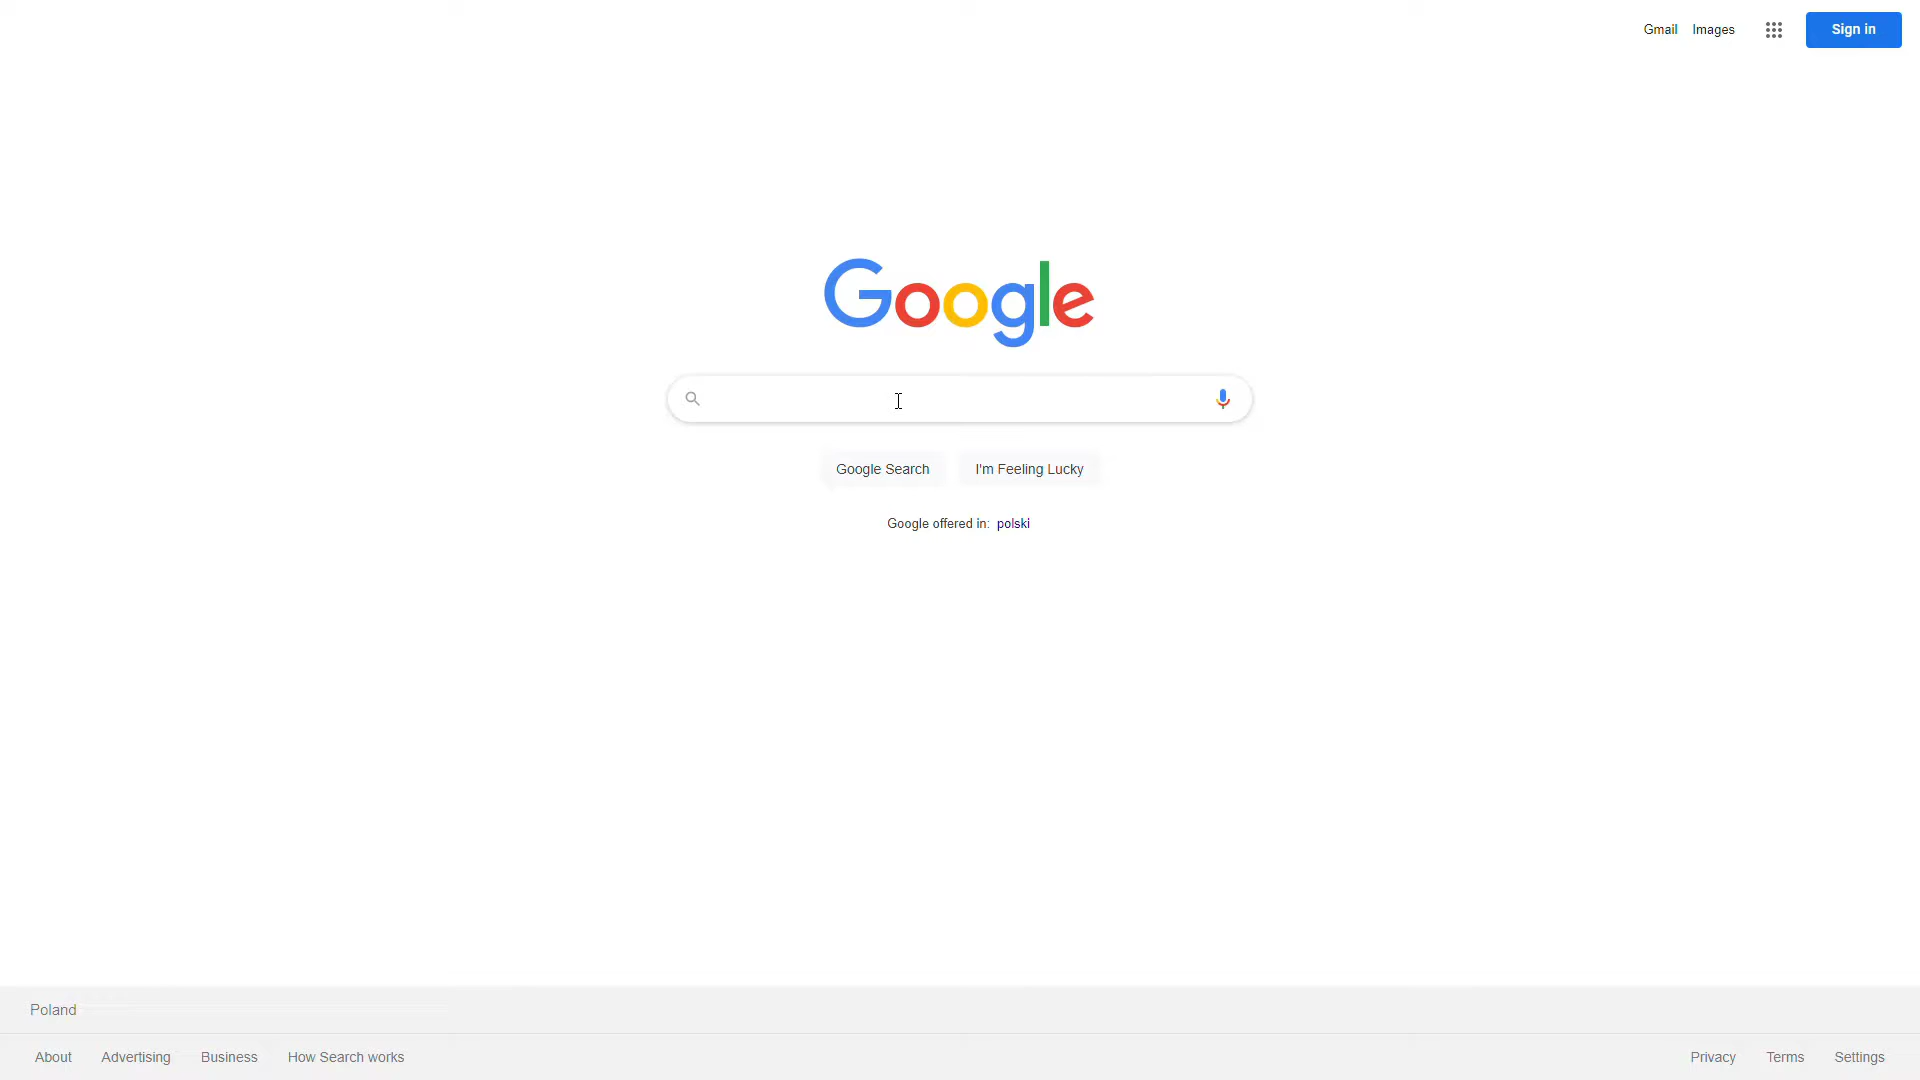 Gmail Images Sign in
Google
Google Search I'm Feeling Lucky
Google offered in: polski
Poland
About Advertising Business How Search works Privacy Terms Settings